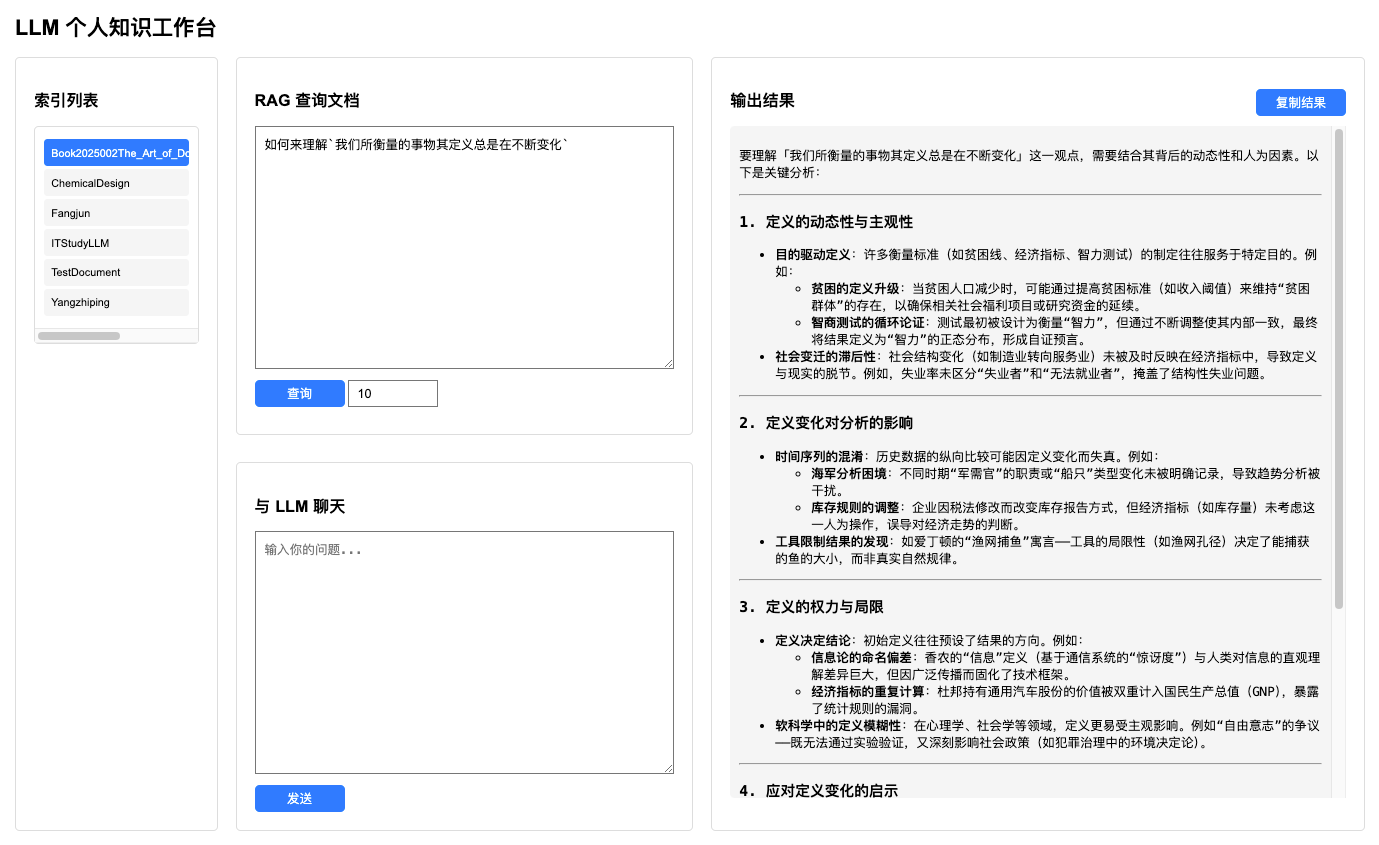 LLM 个人知识工作台
索引列表
Book2025002The_Art_of_Do
ChemicalDesign
Fangjun
ITStudyLLM
TestDocument
Yangzhiping
RAG 查询文档
如何来理解`我们所衡量的事物其定义总是在不断变化`
查询
10
与 LLM 聊天
输入你的问题...
发送
输出结果
复制结果
要理解「我们所衡量的事物其定义总是在不断变化」这一观点，需要结合其背后的动态性和人为因素。以
下是关键分析：
1. 定义的动态性与主观性
• 目的驱动定义：许多衡量标准（如贫困线、经济指标、智力测试）的制定往往服务于特定目的。例
如：
◦ 贫困的定义升级：当贫困人口减少时，可能通过提高贫困标准（如收入阈值）来维持“贫困
群体”的存在，以确保相关社会福利项目或研究资金的延续。
◦ 智商测试的循环论证：测试最初被设计为衡量“智力”，但通过不断调整使其内部一致，最终
将结果定义为“智力”的正态分布，形成自证预言。
• 社会变迁的滞后性：社会结构变化（如制造业转向服务业）未被及时反映在经济指标中，导致定义
与现实的脱节。例如，失业率未区分“失业者”和“无法就业者”，掩盖了结构性失业问题。
2. 定义变化对分析的影响
• 时间序列的混淆：历史数据的纵向比较可能因定义变化而失真。例如：
◦ 海军分析困境：不同时期“军需官”的职责或“船只”类型变化未被明确记录，导致趋势分析被
干扰。
◦ 库存规则的调整：企业因税法修改而改变库存报告方式，但经济指标（如库存量）未考虑这
一人为操作，误导对经济走势的判断。
• 工具限制结果的发现：如爱丁顿的“渔网捕鱼”寓言——工具的局限性（如渔网孔径）决定了能捕获
的鱼的大小，而非真实自然规律。
3. 定义的权力与局限
• 定义决定结论：初始定义往往预设了结果的方向。例如：
◦ 信息论的命名偏差：香农的“信息”定义（基于通信系统的“惊讶度”）与人类对信息的直观理
解差异巨大，但因广泛传播而固化了技术框架。
◦ 经济指标的重复计算：杜邦持有通用汽车股份的价值被双重计入国民生产总值（GNP），暴露
了统计规则的漏洞。
• 软科学中的定义模糊性：在心理学、社会学等领域，定义更易受主观影响。例如“自由意志”的争议
——既无法通过实验验证，又深刻影响社会政策（如犯罪治理中的环境决定论）。
4. 应对定义变化的启示